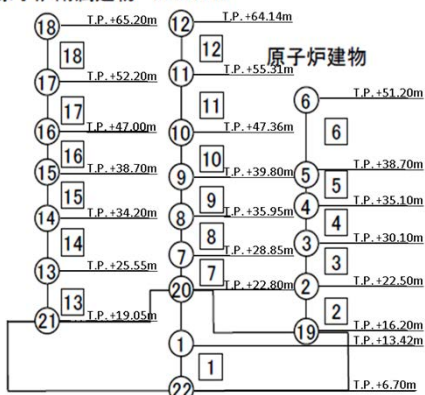 18 T.P.+65.20m
12 T.P.+64.14m
18
12
原子炉建物
17 T.P.+52.20m
11 T.P.+55.31m
6 T.P.+51.20m
17
11
6
16 T.P.+47.00m
10 T.P.+47.36m
16
10
15 T.P.+38.70m
9 T.P.+39.80m
5 T.P.+38.70m
15
9
5
14 T.P.+34.20m
8 T.P.+35.95m
4 T.P.+35.10m
14
8
4
13 T.P.+25.55m
7 T.P.+28.85m
3 T.P.+30.10m
13
7
3
21 T.P.+19.05m
20 T.P.+22.80m
2 T.P.+22.50m
2
19 T.P.+16.20m
1 T.P.+13.42m
1
22 T.P.+6.70m